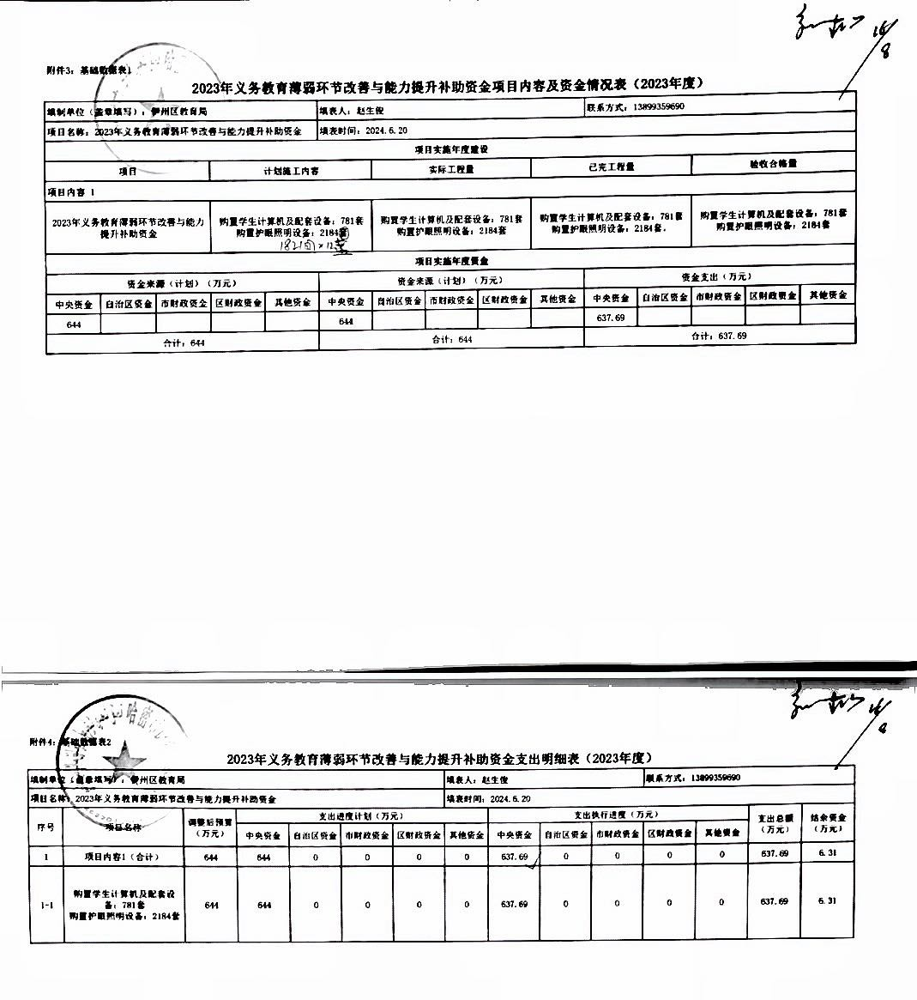 附件3：基础数据表1
2023年义务教育薄弱环节改善与能力提升补助资金项目内容及资金情况表（2023年度）
填制单位（盖章填写）：伊州区教育局 填表人：赵生俊 联系方式：13899359690
项目名称：2023年义务教育薄弱环节改善与能力提升补助资金 填表时间：2024.6.20
项目实施年度建设
项目 计划施工内容 实际工程量 已完工程量 验收合格量
项目内容 1
2023年义务教育薄弱环节改善与能力 购置学生计算机及配套设备：781套 购置学生计算机及配套设备：781套 购置学生计算机及配套设备：781套 购置学生计算机及配套设备：781套
提升补助资金 购置护眼照明设备：2184套 购置护眼照明设备：2184套 购置护眼照明设备：2184套. 购置护眼照明设备：2184套
项目实施年度资金
资金来源（计划）（万元） 资金来源（计划）（万元） 资金支出（万元）
中央资金 自治区资金 市财政资金 区财政资金 其他资金 中央资金 自治区资金 市财政资金 区财政资金 其他资金 中央资金 自治区资金 市财政资金 区财政资金 其他资金
644 644 637.69
合计：644 合计：644 合计：637.69
附件4：基础数据表2
2023年义务教育薄弱环节改善与能力提升补助资金支出明细表（2023年度）
填制单位（盖章填写）：伊州区教育局 填表人：赵生俊 联系方式：13899359690
项目名称：2023年义务教育薄弱环节改善与能力提升补助资金 填表时间：2024.6.20
序号 项目名称 调整后预算（万元） 支出进度计划（万元） 支出执行进度（万元） 支出总额（万元） 结余资金（万元）
中央资金 自治区资金 市财政资金 区财政资金 其他资金 中央资金 自治区资金 市财政资金 区财政资金 其他资金
1 项目内容1（合计） 644 644 0 0 0 0 637.69 0 0 0 0 637.69 6.31
1-1 购置学生计算机及配套设备：781套 购置护眼照明设备：2184套 644 644 0 0 0 0 637.69 0 0 0 0 637.69 6.31